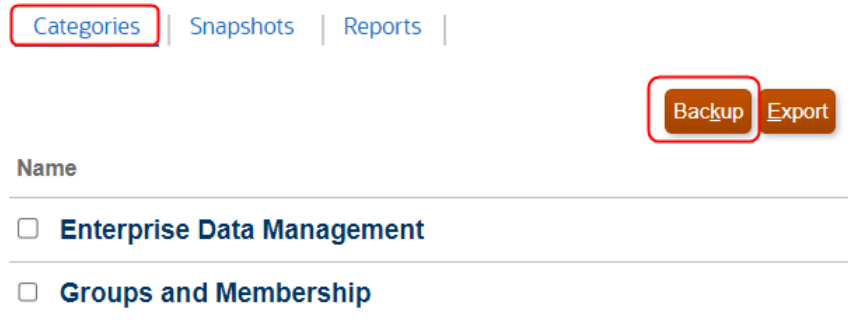 Categories | Snapshots | Reports |
Backup Export
Name
Enterprise Data Management
Groups and Membership